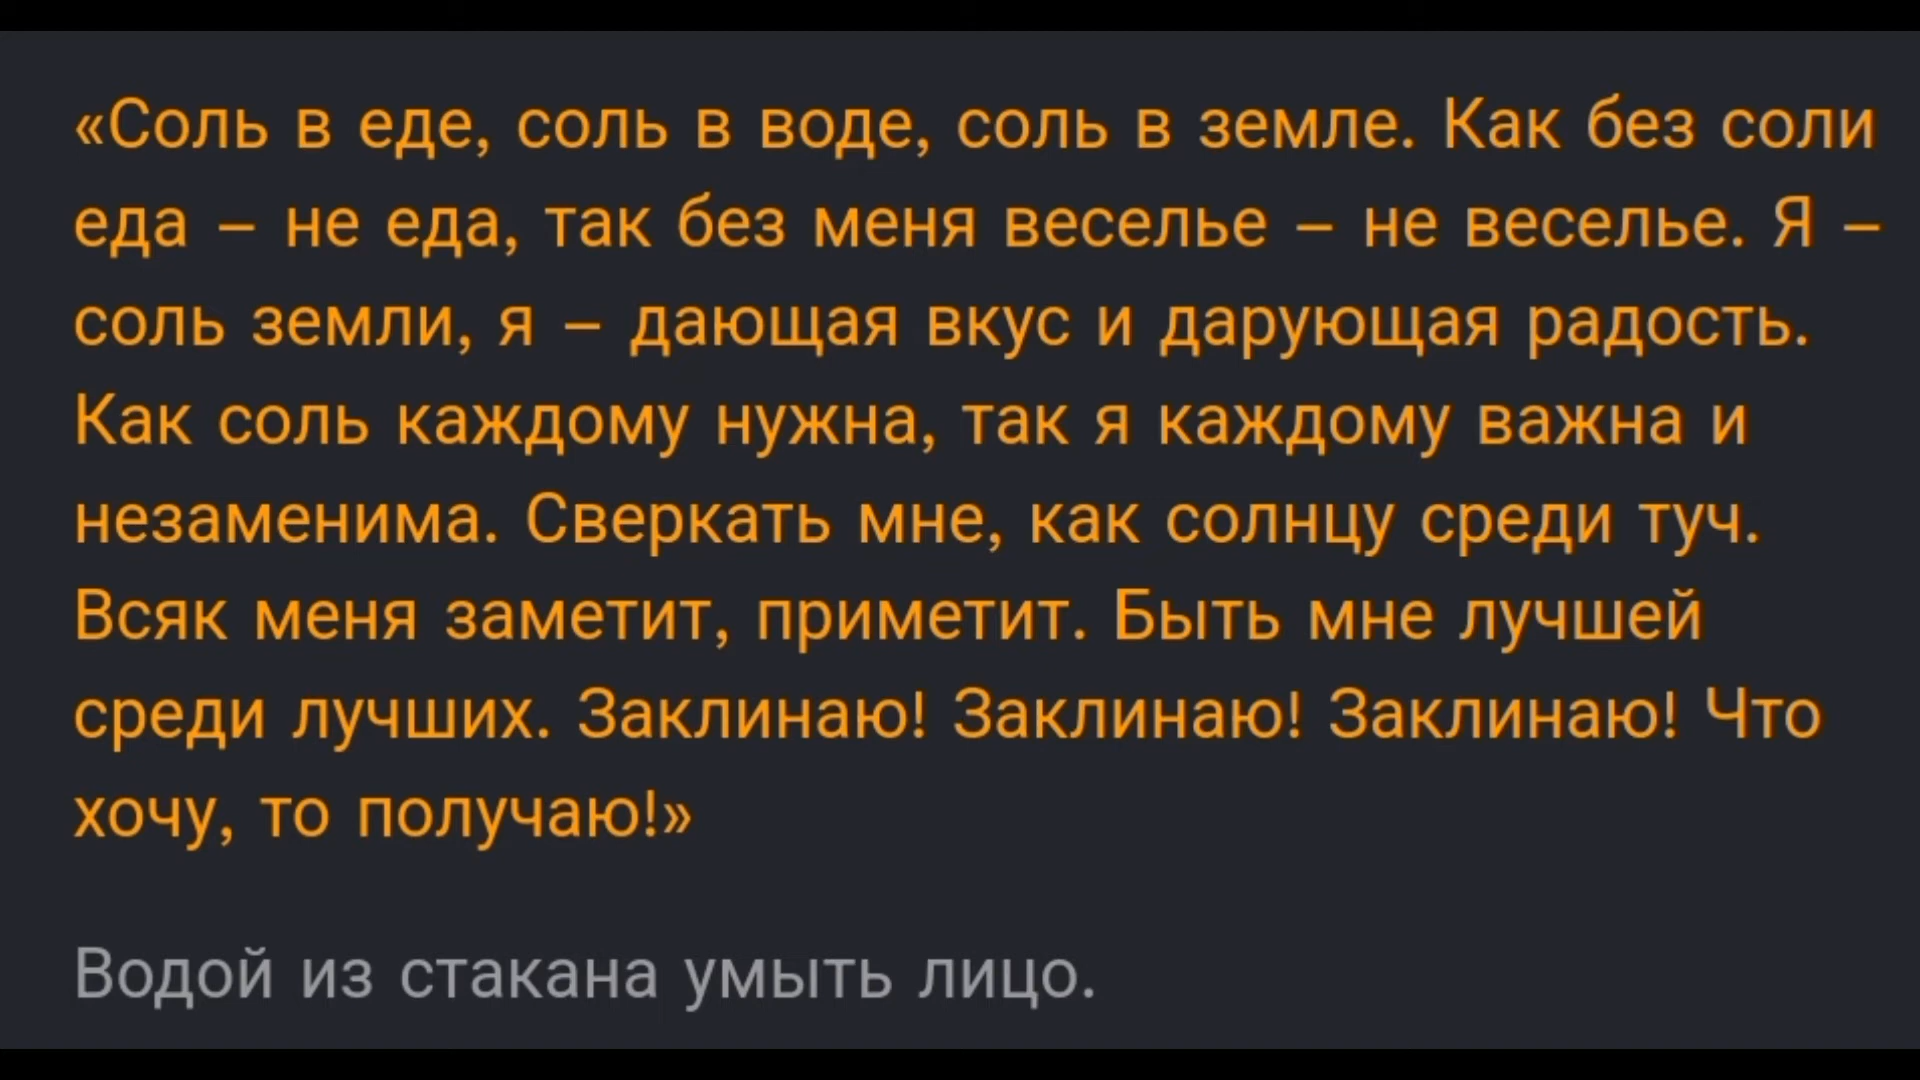 «Соль в еде, соль в воде, соль в земле. Как без соли
еда – не еда, так без меня веселье – не веселье. Я –
соль земли, я – дающая вкус и дарующая радость.
Как соль каждому нужна, так я каждому важна и
незаменима. Сверкать мне, как солнцу среди туч.
Всяк меня заметит, приметит. Быть мне лучшей
среди лучших. Заклинаю! Заклинаю! Заклинаю! Что
хочу, то получаю!»
Водой из стакана умыть лицо.